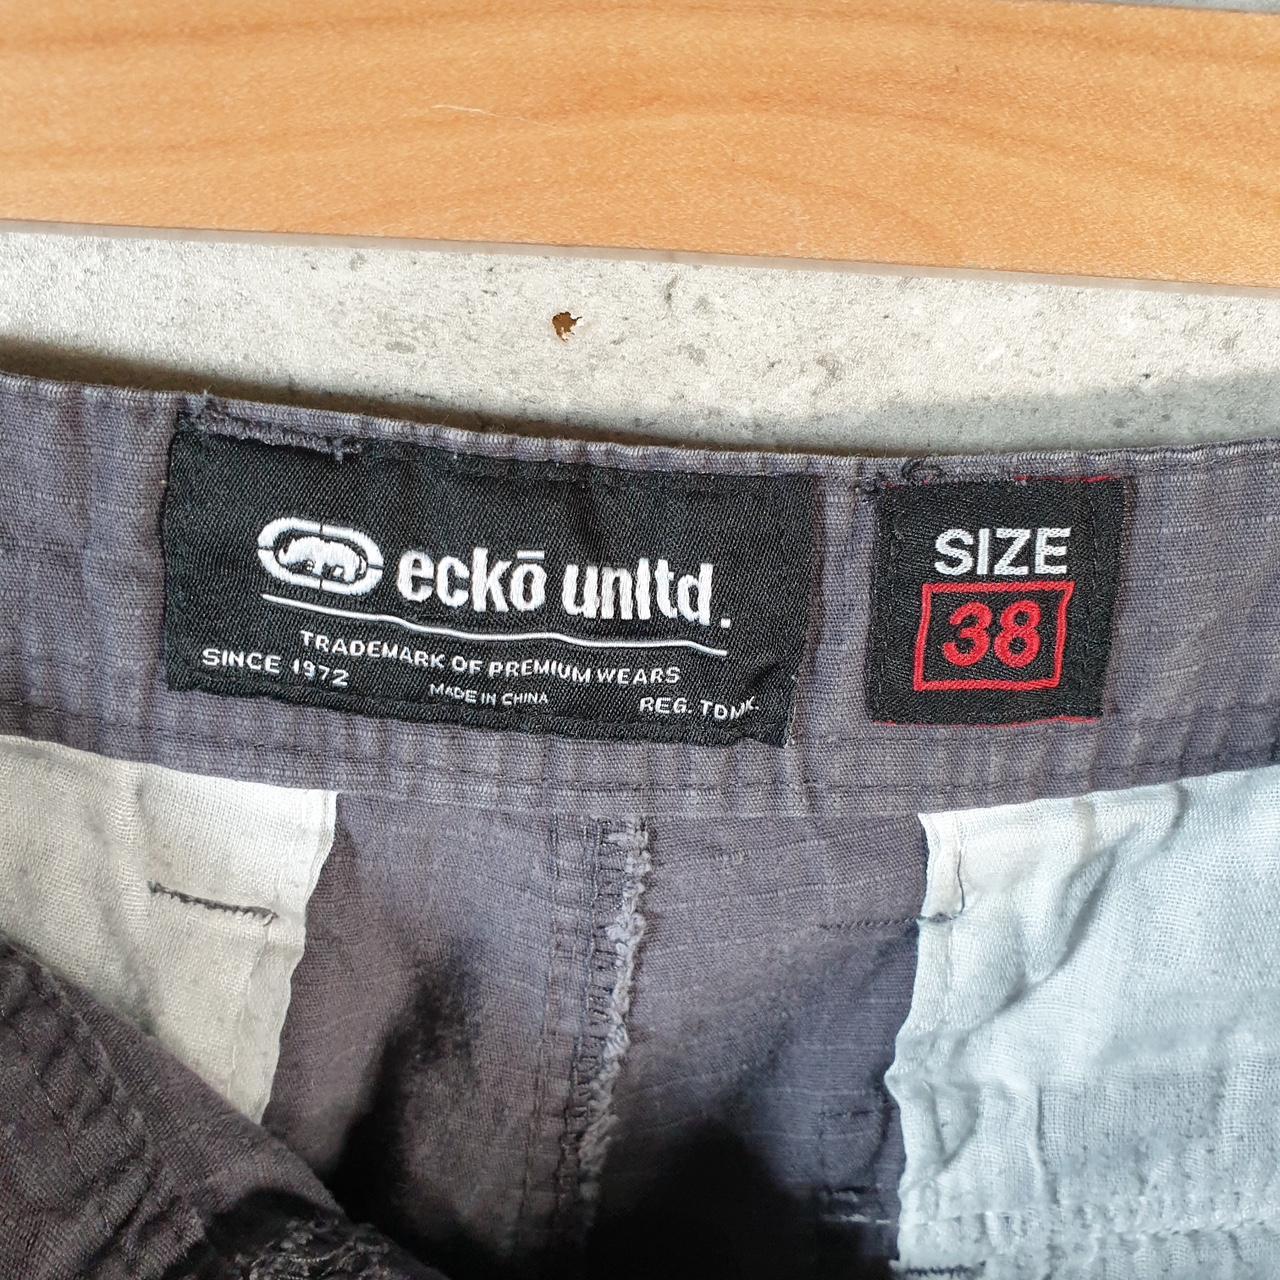 eckō unltd.
TRADEMARK OF PREMIUM WEARS
SINCE 1972
MADE IN CHINA
REG. TDMK.
SIZE
38